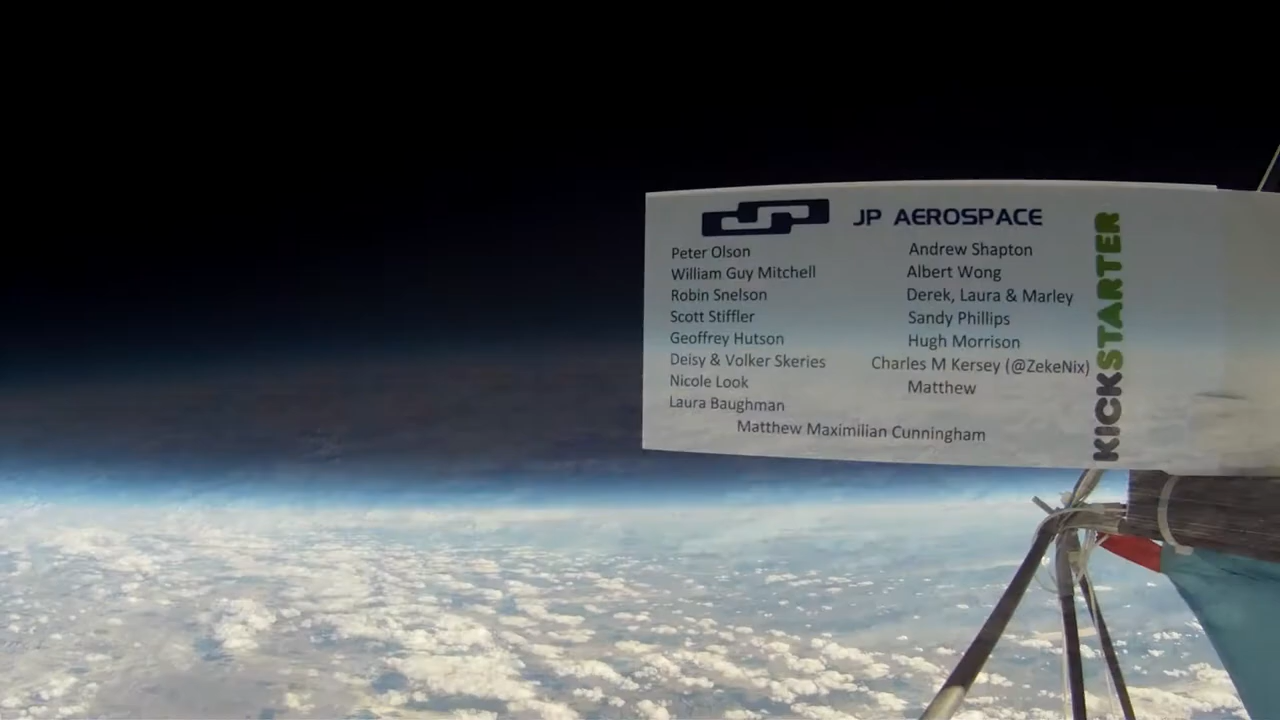 JP JP AEROSPACE
Peter Olson
William Guy Mitchell
Robin Snelson
Scott Stiffler
Geoffrey Hutson
Deisy & Volker Skeries
Nicole Look
Laura Baughman
Andrew Shapton
Albert Wong
Derek, Laura & Marley
Sandy Phillips
Hugh Morrison
Charles M Kersey (@ZekeNix)
Matthew
Matthew Maximilian Cunningham
KICKSTARTER